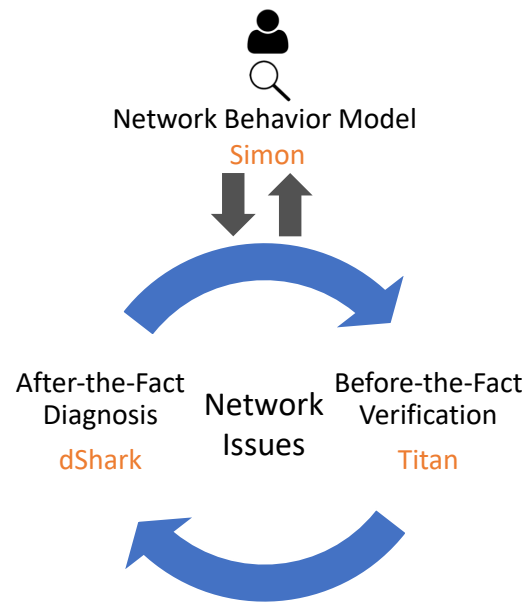 Network Behavior Model
Simon
After-the-Fact
Diagnosis
dShark
Network
Issues
Before-the-Fact
Verification
Titan